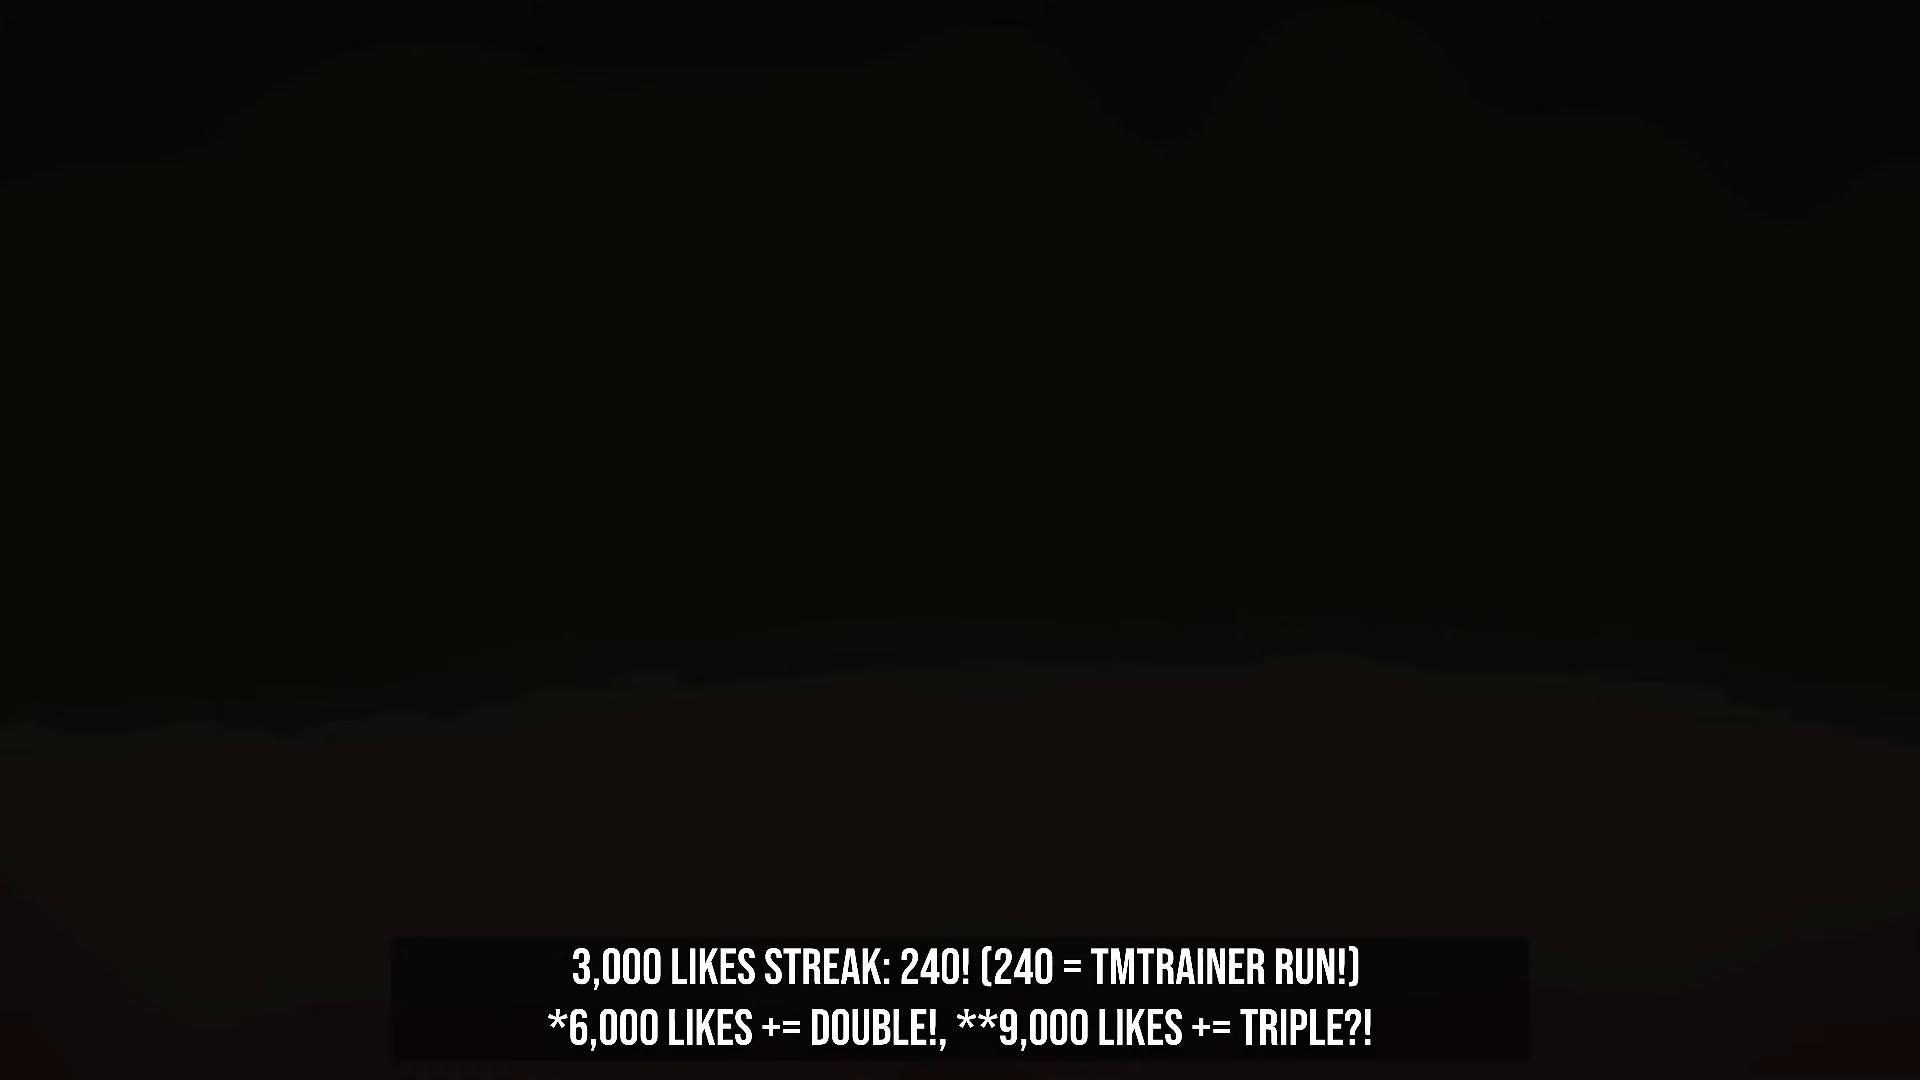 3,000 LIKES STREAK: 240! (240 = TMTRAINER RUN!)
*6,000 LIKES += DOUBLE!, **9,000 LIKES += TRIPLE?!